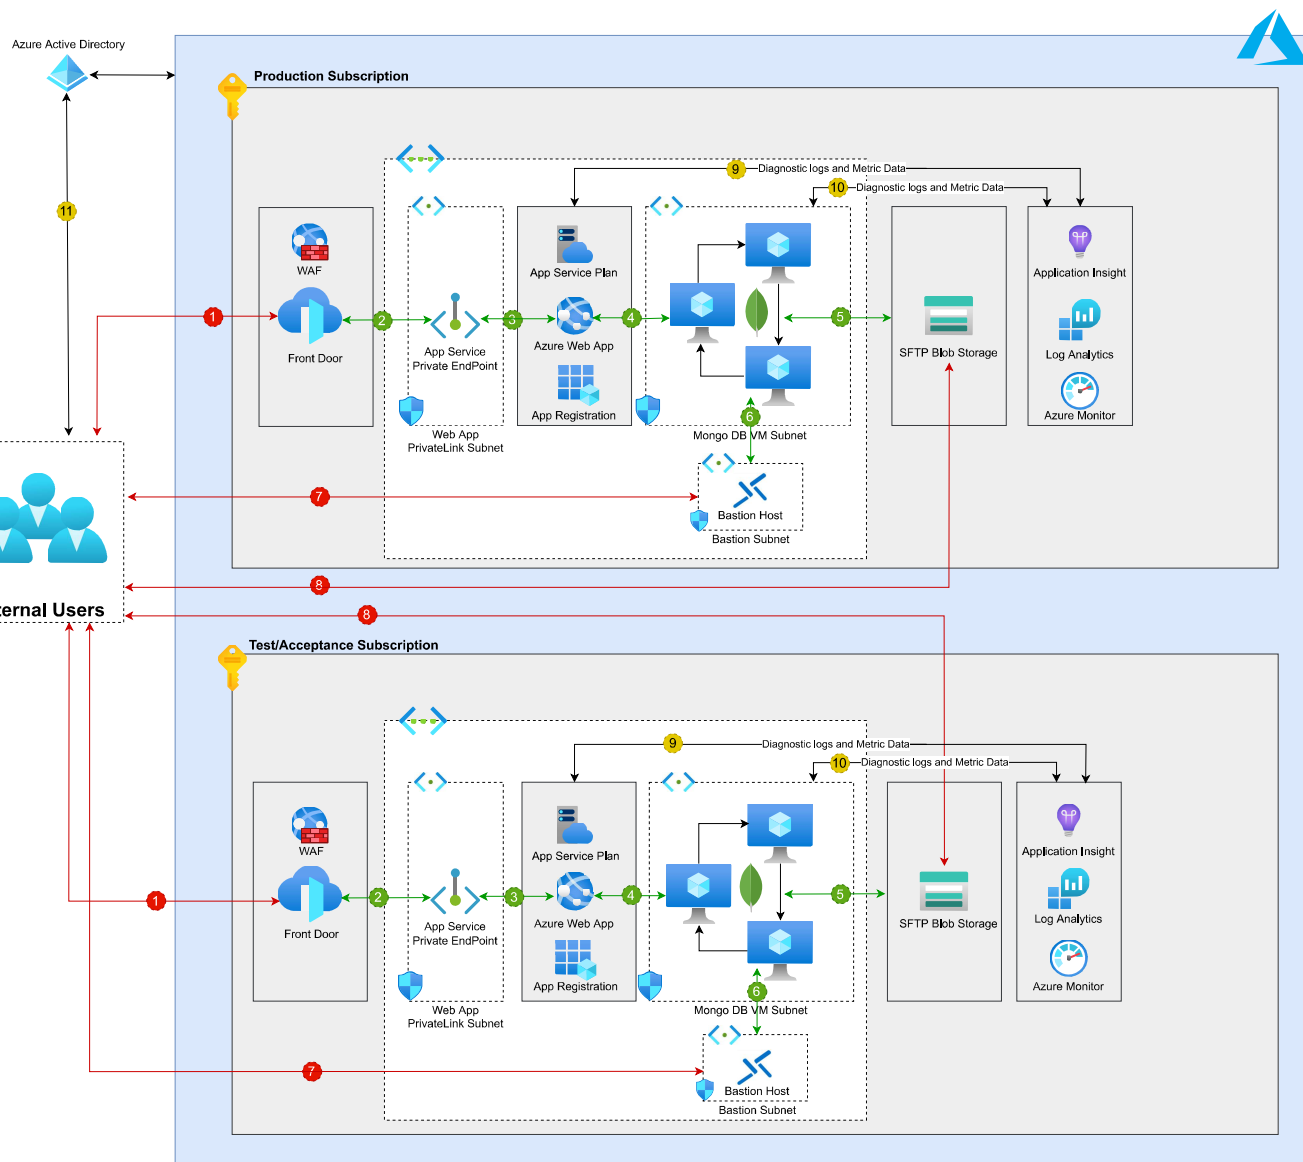 Azure Active Directory
Production Subscription
9
Diagnostic logs and Metric Data
10
Diagnostic logs and Metric Data
11
WAF
Front Door
1
2
App Service
Private EndPoint
3
App Service Plan
Azure Web App
App Registration
4
5
SFTP Blob Storage
Application Insight
Log Analytics
Azure Monitor
Web App
PrivateLink Subnet
6
Mongo DB VM Subnet
7
Bastion Host
Bastion Subnet
8
Users
8
Test/Acceptance Subscription
9
Diagnostic logs and Metric Data
10
Diagnostic logs and Metric Data
WAF
Front Door
1
2
App Service
Private EndPoint
3
App Service Plan
Azure Web App
App Registration
4
5
SFTP Blob Storage
Application Insight
Log Analytics
Azure Monitor
Web App
PrivateLink Subnet
6
Mongo DB VM Subnet
7
Bastion Host
Bastion Subnet